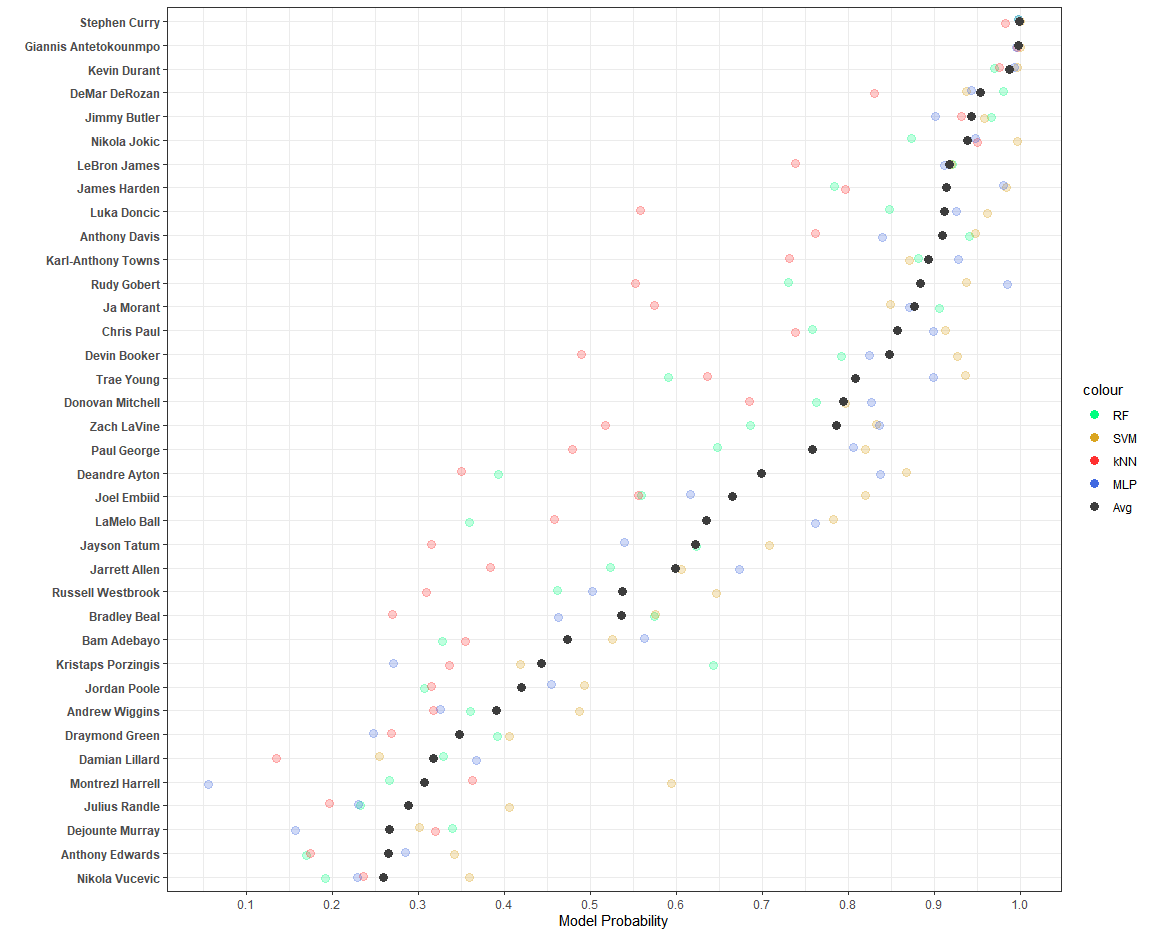 Stephen Curry
Giannis Antetokounmpo
Kevin Durant
DeMar DeRozan
Jimmy Butler
Nikola Jokic
LeBron James
James Harden
Luka Doncic
Anthony Davis
Karl-Anthony Towns
Rudy Gobert
Ja Morant
Chris Paul
Devin Booker
Trae Young
Donovan Mitchell
Zach LaVine
Paul George
Deandre Ayton
Joel Embiid
LaMelo Ball
Jayson Tatum
Jarrett Allen
Russell Westbrook
Bradley Beal
Bam Adebayo
Kristaps Porzingis
Jordan Poole
Andrew Wiggins
Draymond Green
Damian Lillard
Montrezl Harrell
Julius Randle
Dejounte Murray
Anthony Edwards
Nikola Vucevic
0.1 0.2 0.3 0.4 0.5 0.6 0.7 0.8 0.9 1.0
Model Probability
colour
RF
SVM
kNN
MLP
Avg